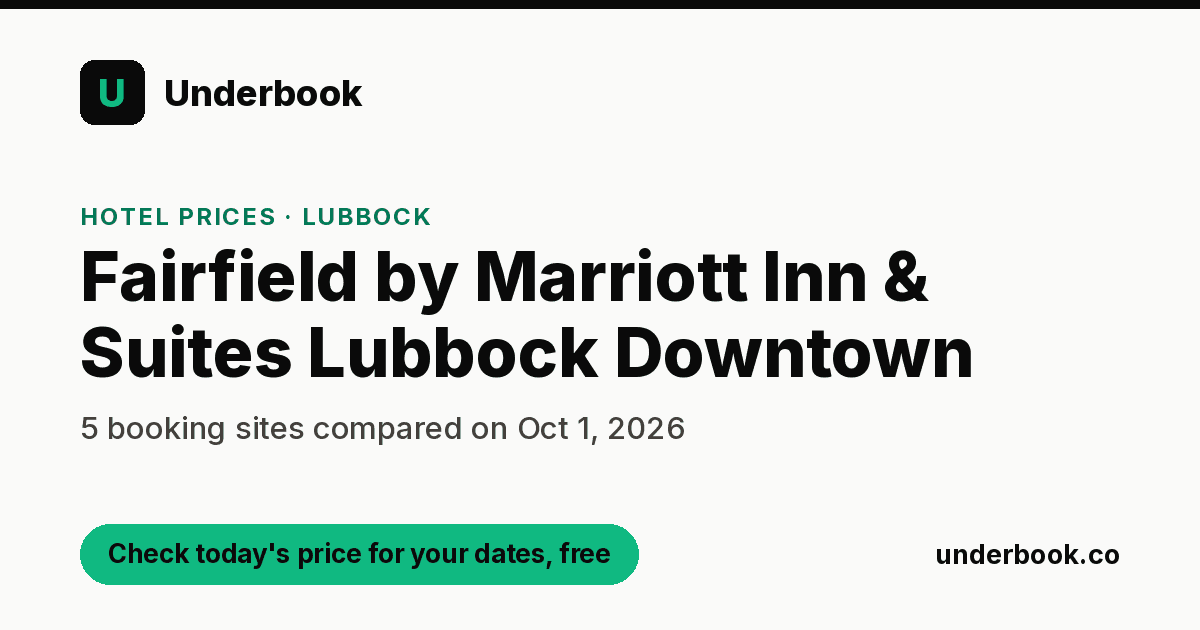 U
Underbook
HOTEL PRICES · LUBBOCK
Fairfield by Marriott Inn &
Suites Lubbock Downtown
5 booking sites compared on Oct 1, 2026
Check today's price for your dates, free
underbook.co